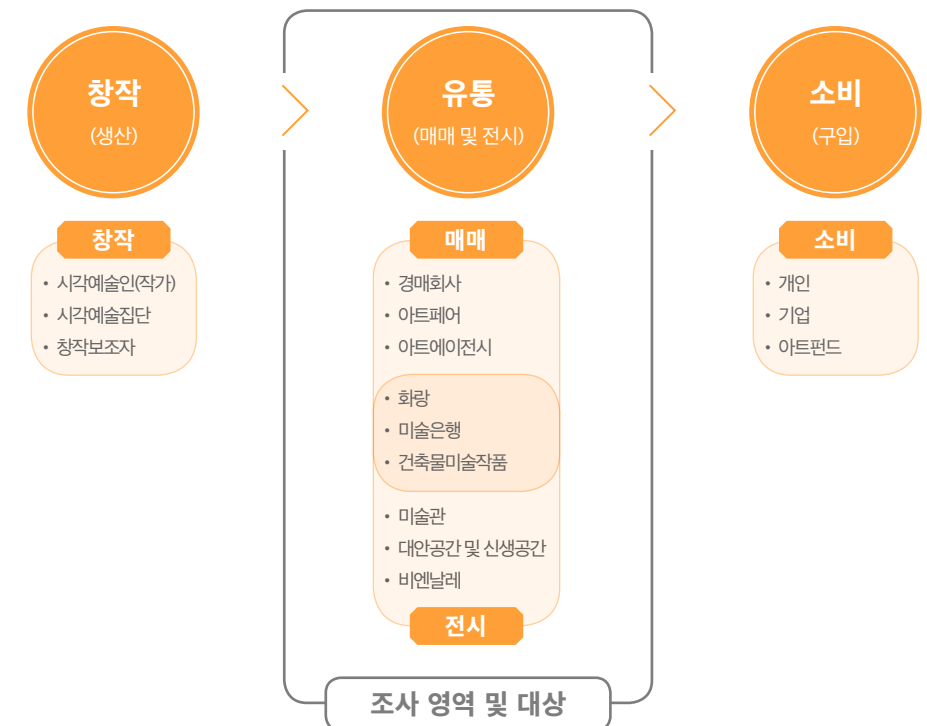 창작
(생산)
유통
(매매 및 전시)
소비
(구입)
창작
• 시각예술인(작가)
• 시각예술집단
• 창작보조자
매매
• 경매회사
• 아트페어
• 아트에이전시
• 화랑
• 미술은행
• 건축물미술작품
• 미술관
• 대안공간 및 신생공간
• 비엔날레
전시
소비
• 개인
• 기업
• 아트펀드
조사 영역 및 대상